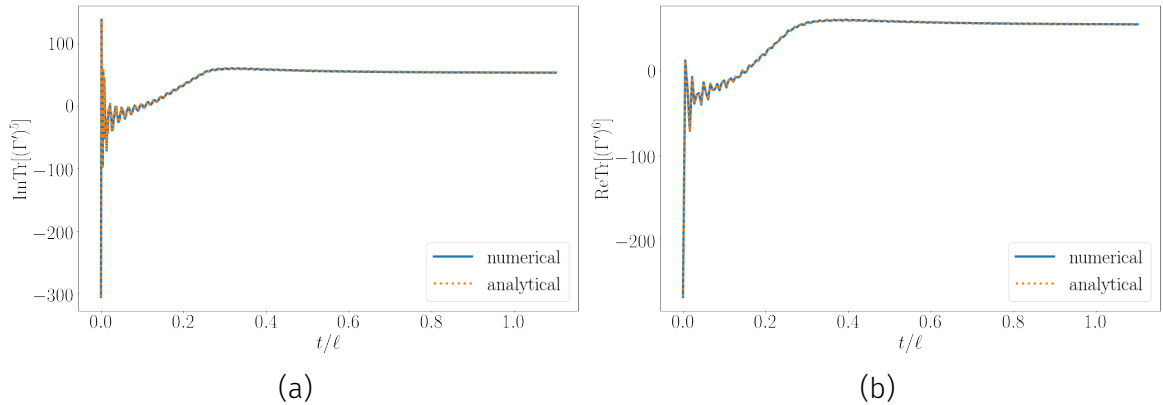 ImTr[(Γ′)⁵]
100
0
−100
−200
−300
0.0 0.2 0.4 0.6 0.8 1.0
t/ℓ
numerical
analytical
(a)
ReTr[(Γ′)⁶]
0
−100
−200
0.0 0.2 0.4 0.6 0.8 1.0
t/ℓ
numerical
analytical
(b)